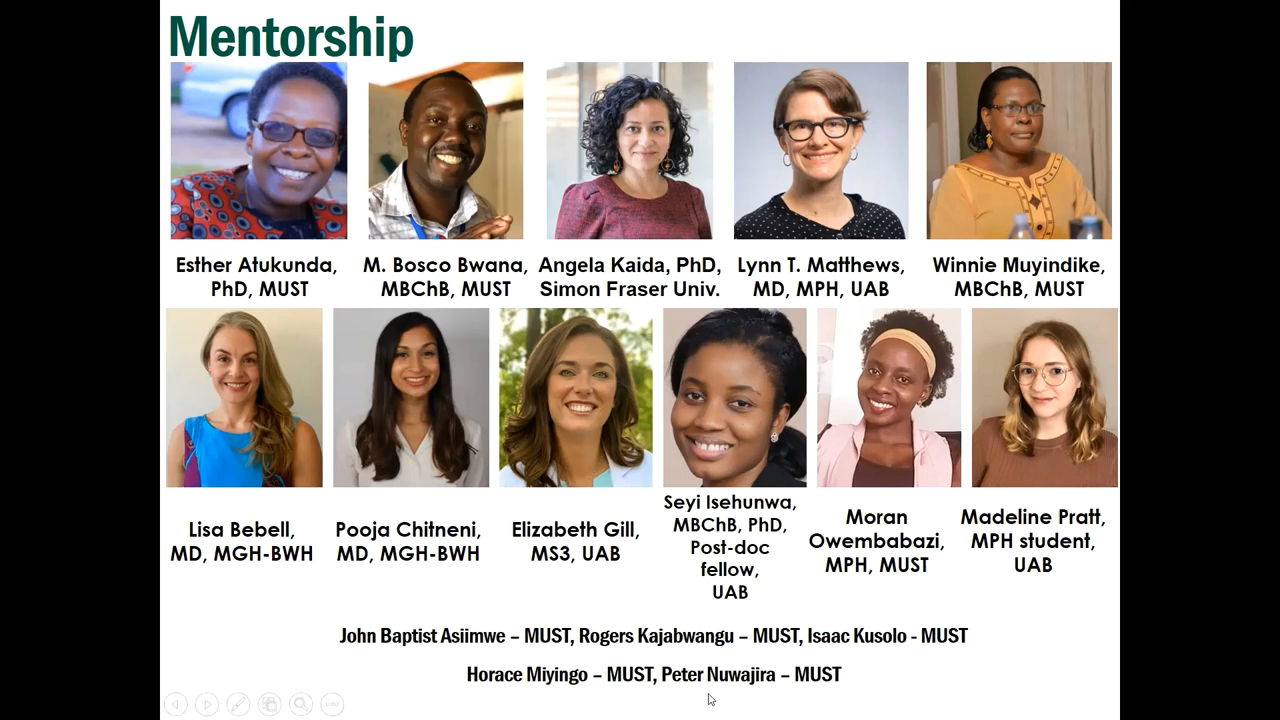 Mentorship
Esther Atukunda,
PhD, MUST
M. Bosco Bwana,
MBChB, MUST
Angela Kaida, PhD,
Simon Fraser Univ.
Lynn T. Matthews,
MD, MPH, UAB
Winnie Muyindike,
MBChB, MUST
Lisa Bebell,
MD, MGH-BWH
Pooja Chitneni,
MD, MGH-BWH
Elizabeth Gill,
MS3, UAB
Seyi Isehunwa,
MBChB, PhD,
Post-doc
fellow,
UAB
Moran
Owembabazi,
MPH, MUST
Madeline Pratt,
MPH student,
UAB
John Baptist Asiimwe – MUST, Rogers Kajabwangu – MUST, Isaac Kusolo - MUST
Horace Miyingo – MUST, Peter Nuwajira – MUST